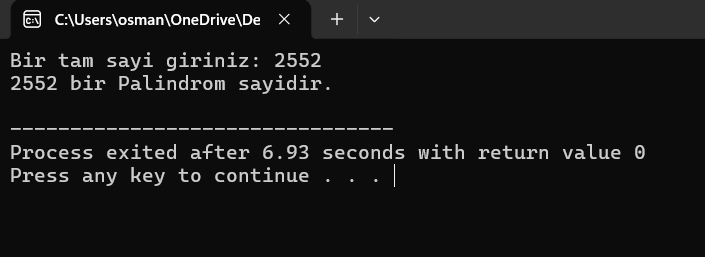 C:\Users\osman\OneDrive\De
Bir tam sayi giriniz: 2552
2552 bir Palindrom sayidir.
--------------------------------
Process exited after 6.93 seconds with return value 0
Press any key to continue . . .